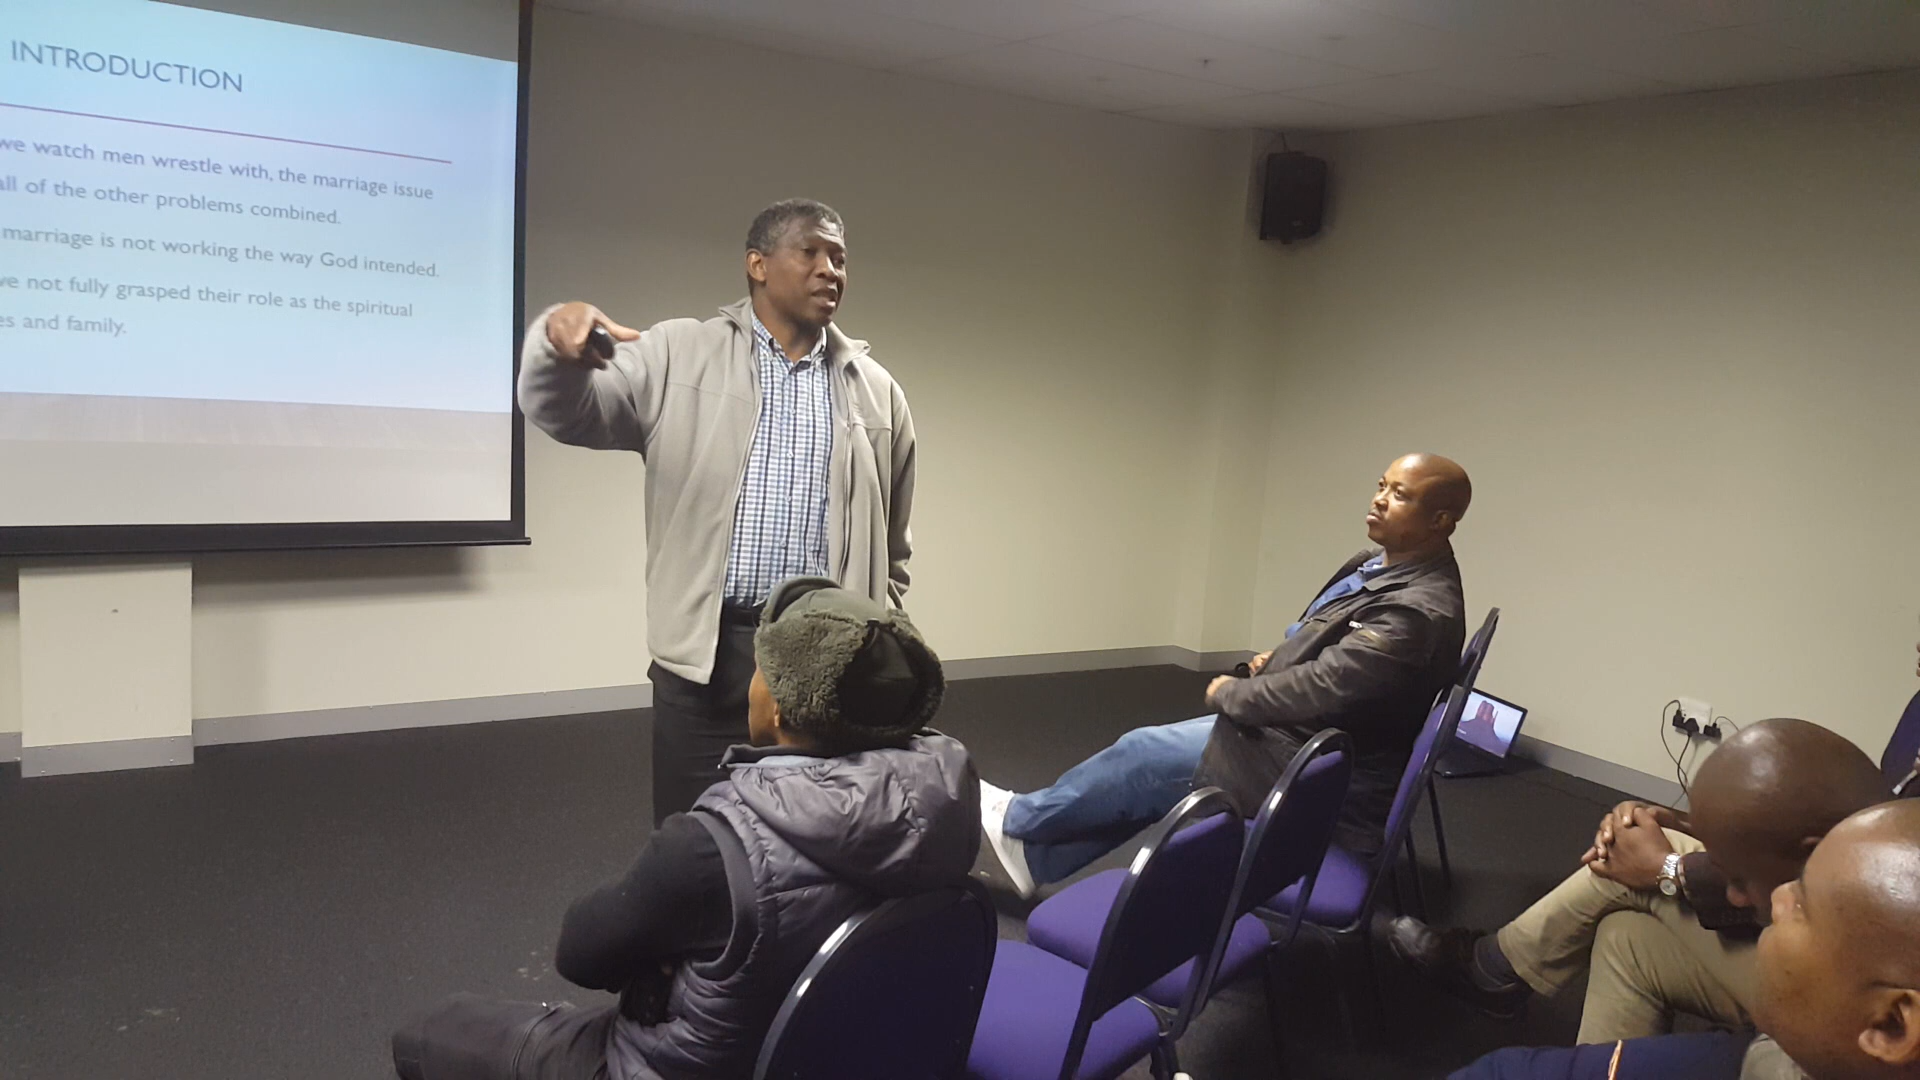 INTRODUCTION
we watch men wrestle with, the marriage issue
all of the other problems combined.
marriage is not working the way God intended.
ve not fully grasped their role as the spiritual
es and family.